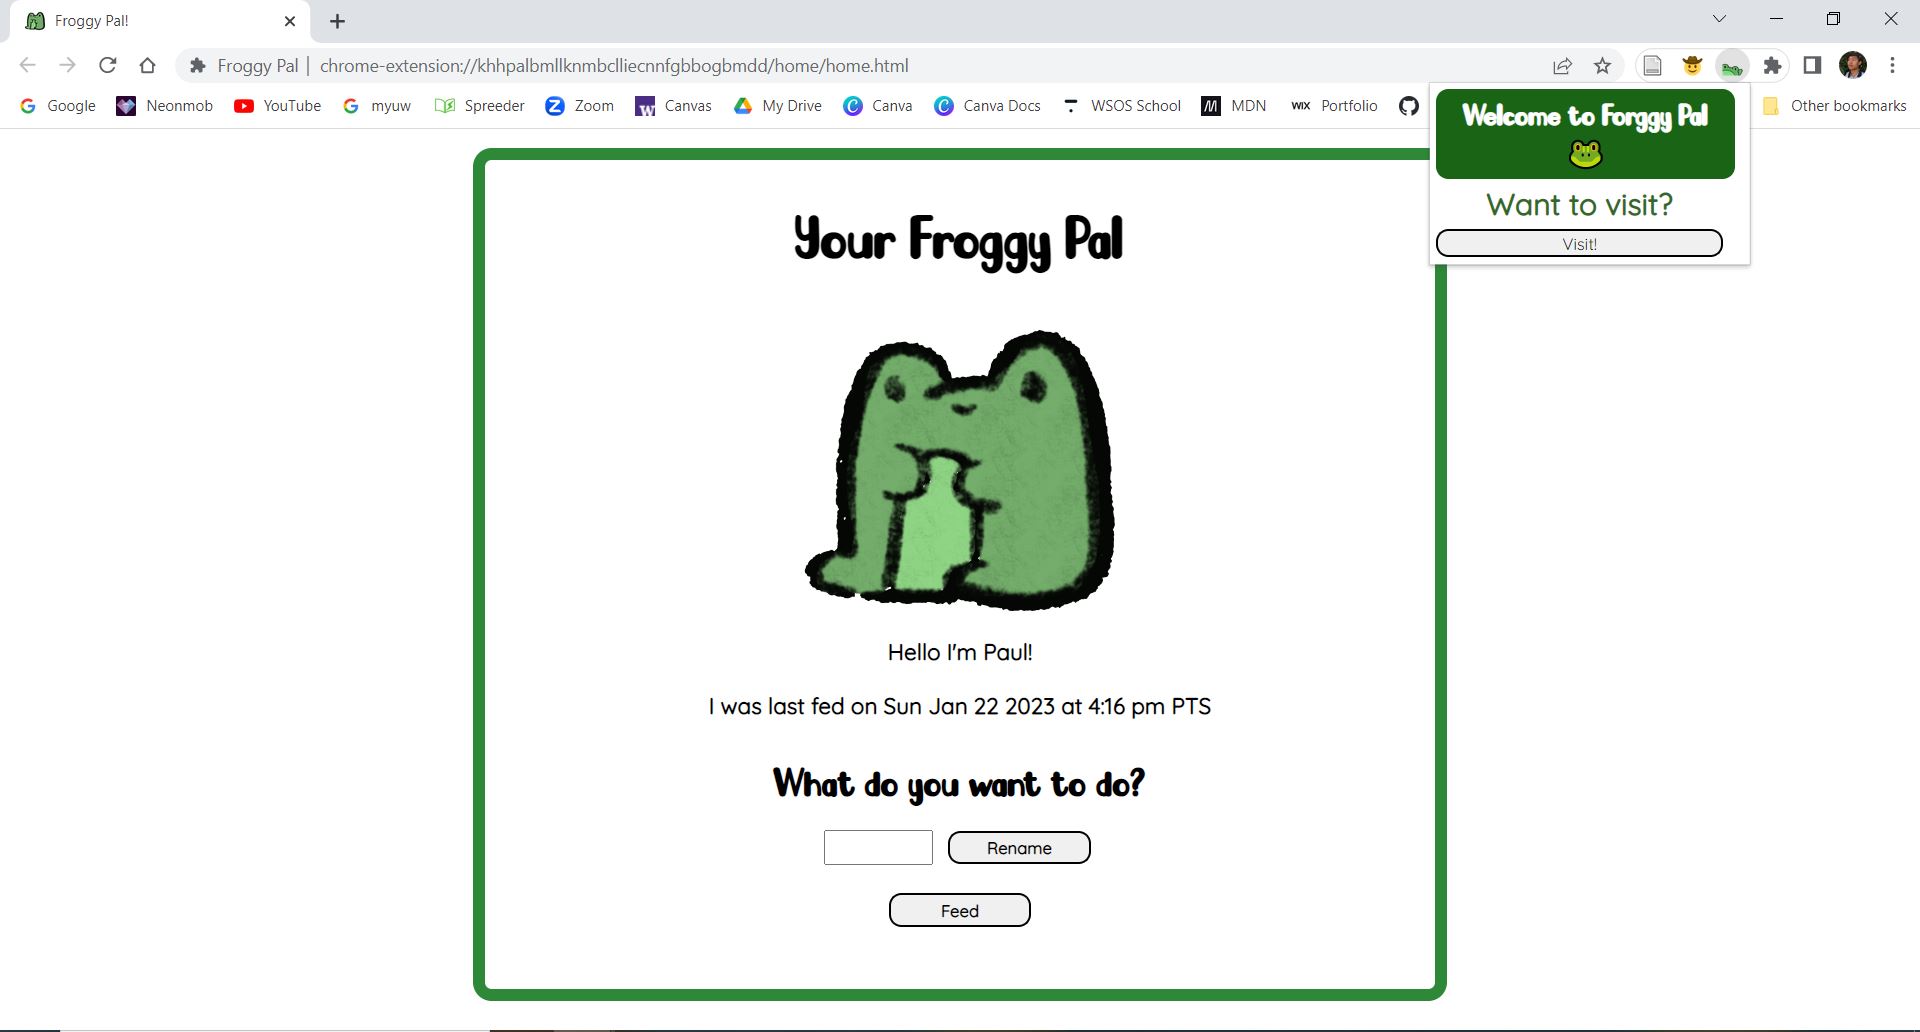 Froggy Pal!
Froggy Pal | chrome-extension://khhpalbmllknmbclliecnnfgbbogbmdd/home/home.html
Google Neonmob YouTube myuw Spreeder Zoom Canvas My Drive Canva Canva Docs WSOS School MDN WIX Portfolio Other bookmarks
Welcome to Forggy Pal
Want to visit?
Visit!
Your Froggy Pal
Hello I'm Paul!
I was last fed on Sun Jan 22 2023 at 4:16 pm PTS
What do you want to do?
Rename
Feed